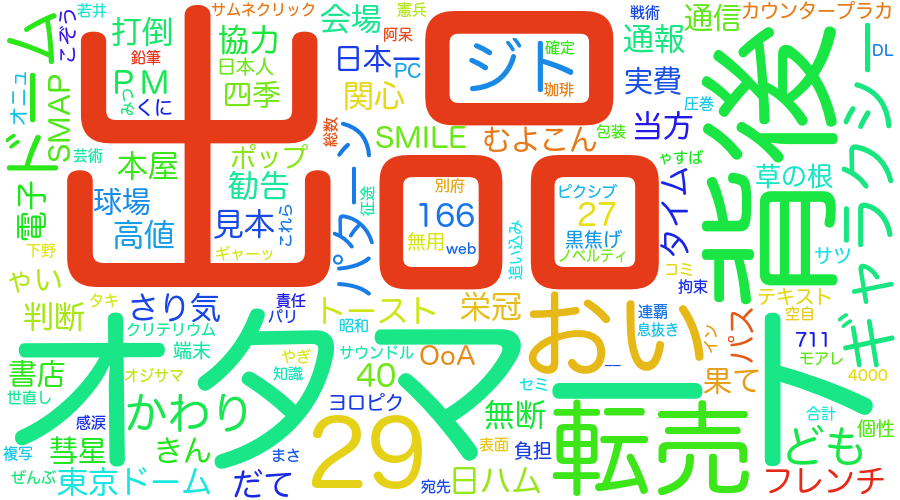 若井
こぞう
サムネクリック
会場
憲兵
戦術
通信
カウンタープラカ
打倒
協力
阿呆
日本一
確定
通報
DL
鉛筆
日本人
PC
品
ジト
実費
ドーム
オニュ
PM
みつ
くに
四季
関心
珈琲
圧巻
背後
ギャラクシー
SMAP
出
総数
SMILE
むよこん
包装
当方
芸術
本屋
ポップ
パターン
別府
ピクシブ
やすば
草の根
電子
球場
勧告
征途
166
27
タイム
高値
見本
これら
無用
web
追い込み
黒焦げ
ノベルティ
サツ
下野
ギャーッ
コミ
拘束
ゃい
タキ
さり気
責任
パリ
トースト
栄冠
おい
連覇
息抜き
テキスト
空自
判断
クリテリウム
昭和
イン
パス
711
モアレ
端末
やぎ
知識
サウンドル
OoA
書店
オジサマ
オタマ
ト
40
セミ
果て
4000
世直し
かわり
ヨロピク
無断
転売
合計
感涙
29
個性
複写
彗星
きん
まさ
表面
負担
ども
ぜんぶ
東京ドーム
だて
宛先
日ハム
フレンチ